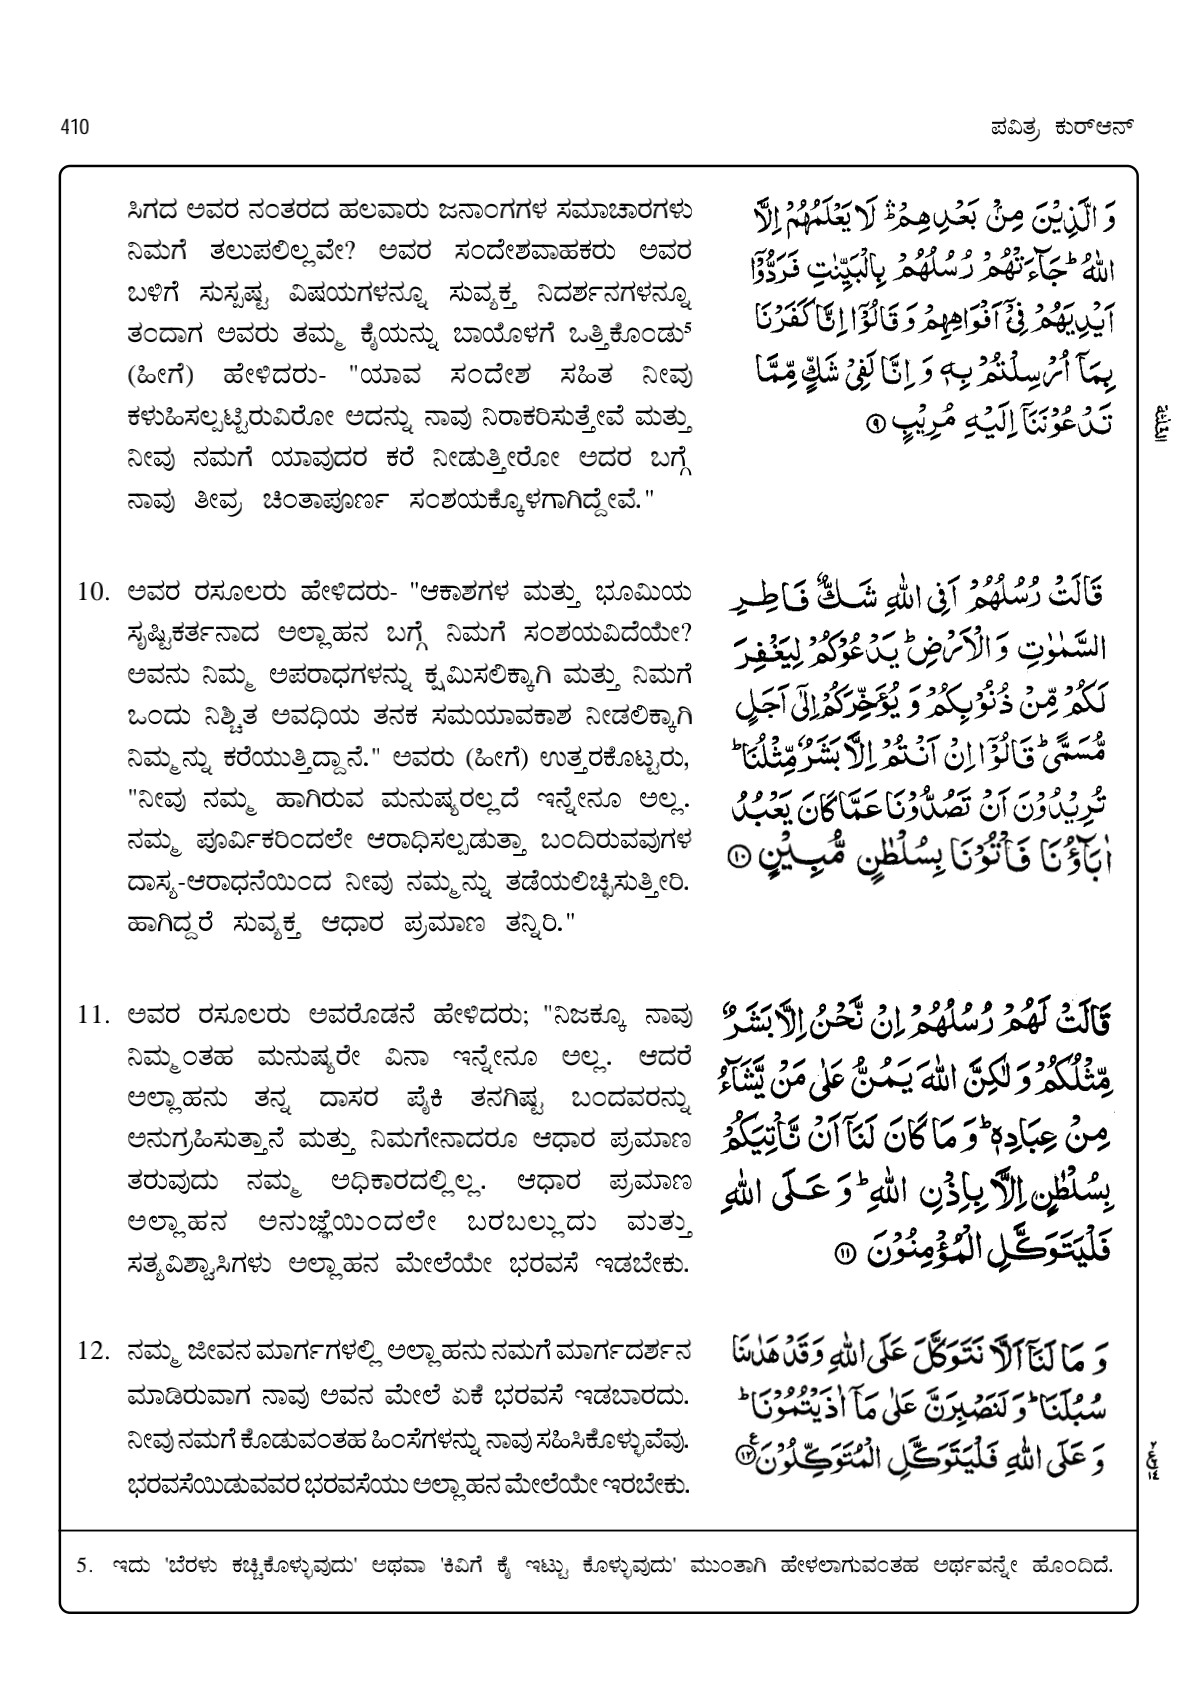 410
ಪವಿತ್ರ ಕುರ್‌ಆನ್
ಸಿಗದ ಅವರ ನಂತರದ ಹಲವಾರು ಜನಾಂಗಗಳ ಸಮಾಚಾರಗಳು
ನಿಮಗೆ ತಲುಪಲಿಲ್ಲವೇ? ಅವರ ಸಂದೇಶವಾಹಕರು ಅವರ
ಬಳಿಗೆ ಸುಸ್ಪಷ್ಟ ವಿಷಯಗಳನ್ನೂ ಸುವ್ಯಕ್ತ ನಿದರ್ಶನಗಳನ್ನೂ
ತಂದಾಗ ಅವರು ತಮ್ಮ ಕೈಯನ್ನು ಬಾಯೊಳಗೆ ಒತ್ತಿಕೊಂಡು⁵
(ಹೀಗೆ) ಹೇಳಿದರು- "ಯಾವ ಸಂದೇಶ ಸಹಿತ ನೀವು
ಕಳುಹಿಸಲ್ಪಟ್ಟಿರುವಿರೋ ಅದನ್ನು ನಾವು ನಿರಾಕರಿಸುತ್ತೇವೆ ಮತ್ತು
ನೀವು ನಮಗೆ ಯಾವುದರ ಕರೆ ನೀಡುತ್ತೀರೋ ಅದರ ಬಗ್ಗೆ
ನಾವು ತೀವ್ರ ಚಿಂತಾಪೂರ್ಣ ಸಂಶಯಕ್ಕೊಳಗಾಗಿದ್ದೇವೆ."
وَ الَّذِيْنَ مِنْۢ بَعْدِهِمْ ۛؕ لَا يَعْلَمُهُمْ اِلَّا
اللّٰهُ ؕ جَآءَتْهُمْ رُسُلُهُمْ بِالْبَيِّنٰتِ فَرَدُّوْۤا
اَيْدِيَهُمْ فِيْۤ اَفْوَاهِهِمْ وَ قَالُوْۤا اِنَّا كَفَرْنَا
بِمَاۤ اُرْسِلْتُمْ بِهٖ وَ اِنَّا لَفِيْ شَكٍّ مِّمَّا
تَدْعُوْنَنَاۤ اِلَيْهِ مُرِيْبٍ ۹
10. ಅವರ ರಸೂಲರು ಹೇಳಿದರು- "ಆಕಾಶಗಳ ಮತ್ತು ಭೂಮಿಯ
ಸೃಷ್ಟಿಕರ್ತನಾದ ಅಲ್ಲಾಹನ ಬಗ್ಗೆ ನಿಮಗೆ ಸಂಶಯವಿದೆಯೇ?
ಅವನು ನಿಮ್ಮ ಅಪರಾಧಗಳನ್ನು ಕ್ಷಮಿಸಲಿಕ್ಕಾಗಿ ಮತ್ತು ನಿಮಗೆ
ಒಂದು ನಿಶ್ಚಿತ ಅವಧಿಯ ತನಕ ಸಮಯಾವಕಾಶ ನೀಡಲಿಕ್ಕಾಗಿ
ನಿಮ್ಮನ್ನು ಕರೆಯುತ್ತಿದ್ದಾನೆ." ಅವರು (ಹೀಗೆ) ಉತ್ತರಕೊಟ್ಟರು,
"ನೀವು ನಮ್ಮ ಹಾಗಿರುವ ಮನುಷ್ಯರಲ್ಲದೆ ಇನ್ನೇನೂ ಅಲ್ಲ.
ನಮ್ಮ ಪೂರ್ವಿಕರಿಂದಲೇ ಆರಾಧಿಸಲ್ಪಡುತ್ತಾ ಬಂದಿರುವವುಗಳ
ದಾಸ್ಯ-ಆರಾಧನೆಯಿಂದ ನೀವು ನಮ್ಮನ್ನು ತಡೆಯಲಿಚ್ಛಿಸುತ್ತೀರಿ.
ಹಾಗಿದ್ದರೆ ಸುವ್ಯಕ್ತ ಆಧಾರ ಪ್ರಮಾಣ ತನ್ನಿರಿ."
قَالَتْ رُسُلُهُمْ اَفِي اللّٰهِ شَكٌّ فَاطِرِ
السَّمٰوٰتِ وَ الْاَرْضِ ؕ يَدْعُوْكُمْ لِيَغْفِرَ
لَكُمْ مِّنْ ذُنُوْبِكُمْ وَ يُؤَخِّرَكُمْ اِلٰۤى اَجَلٍ
مُّسَمًّى ؕ قَالُوْۤا اِنْ اَنْتُمْ اِلَّا بَشَرٌ مِّثْلُنَا ؕ
تُرِيْدُوْنَ اَنْ تَصُدُّوْنَا عَمَّا كَانَ يَعْبُدُ
اٰبَآؤُنَا فَاْتُوْنَا بِسُلْطٰنٍ مُّبِيْنٍ ۱۰
11. ಅವರ ರಸೂಲರು ಅವರೊಡನೆ ಹೇಳಿದರು; "ನಿಜಕ್ಕೂ ನಾವು
ನಿಮ್ಮಂತಹ ಮನುಷ್ಯರೇ ವಿನಾ ಇನ್ನೇನೂ ಅಲ್ಲ. ಆದರೆ
ಅಲ್ಲಾಹನು ತನ್ನ ದಾಸರ ಪೈಕಿ ತನಗಿಷ್ಟ ಬಂದವರನ್ನು
ಅನುಗ್ರಹಿಸುತ್ತಾನೆ ಮತ್ತು ನಿಮಗೇನಾದರೂ ಆಧಾರ ಪ್ರಮಾಣ
ತರುವುದು ನಮ್ಮ ಅಧಿಕಾರದಲ್ಲಿಲ್ಲ. ಆಧಾರ ಪ್ರಮಾಣ
ಅಲ್ಲಾಹನ ಅನುಜ್ಞೆಯಿಂದಲೇ ಬರಬಲ್ಲುದು ಮತ್ತು
ಸತ್ಯವಿಶ್ವಾಸಿಗಳು ಅಲ್ಲಾಹನ ಮೇಲೆಯೇ ಭರವಸೆ ಇಡಬೇಕು.
قَالَتْ لَهُمْ رُسُلُهُمْ اِنْ نَّحْنُ اِلَّا بَشَرٌ
مِّثْلُكُمْ وَ لٰكِنَّ اللّٰهَ يَمُنُّ عَلٰى مَنْ يَّشَآءُ
مِنْ عِبَادِهٖ ؕ وَ مَا كَانَ لَنَاۤ اَنْ نَّاْتِيَكُمْ
بِسُلْطٰنٍ اِلَّا بِاِذْنِ اللّٰهِ ؕ وَ عَلَى اللّٰهِ
فَلْيَتَوَكَّلِ الْمُؤْمِنُوْنَ ۱۱
12. ನಮ್ಮ ಜೀವನ ಮಾರ್ಗಗಳಲ್ಲಿ ಅಲ್ಲಾಹನು ನಮಗೆ ಮಾರ್ಗದರ್ಶನ
ಮಾಡಿರುವಾಗ ನಾವು ಅವನ ಮೇಲೆ ಏಕೆ ಭರವಸೆ ಇಡಬಾರದು.
ನೀವು ನಮಗೆ ಕೊಡುವಂತಹ ಹಿಂಸೆಗಳನ್ನು ನಾವು ಸಹಿಸಿಕೊಳ್ಳುವೆವು.
ಭರವಸೆಯಿಡುವವರ ಭರವಸೆಯು ಅಲ್ಲಾಹನ ಮೇಲೆಯೇ ಇರಬೇಕು.
وَ مَا لَنَاۤ اَلَّا نَتَوَكَّلَ عَلَى اللّٰهِ وَ قَدْ هَدٰىنَا
سُبُلَنَا ؕ وَ لَنَصْبِرَنَّ عَلٰى مَاۤ اٰذَيْتُمُوْنَا ؕ
وَ عَلَى اللّٰهِ فَلْيَتَوَكَّلِ الْمُتَوَكِّلُوْنَ ۱۲
5. ಇದು 'ಬೆರಳು ಕಚ್ಚಿಕೊಳ್ಳುವುದು' ಅಥವಾ 'ಕಿವಿಗೆ ಕೈ ಇಟ್ಟು ಕೊಳ್ಳುವುದು' ಮುಂತಾಗಿ ಹೇಳಲಾಗುವಂತಹ ಅರ್ಥವನ್ನೇ ಹೊಂದಿದೆ.